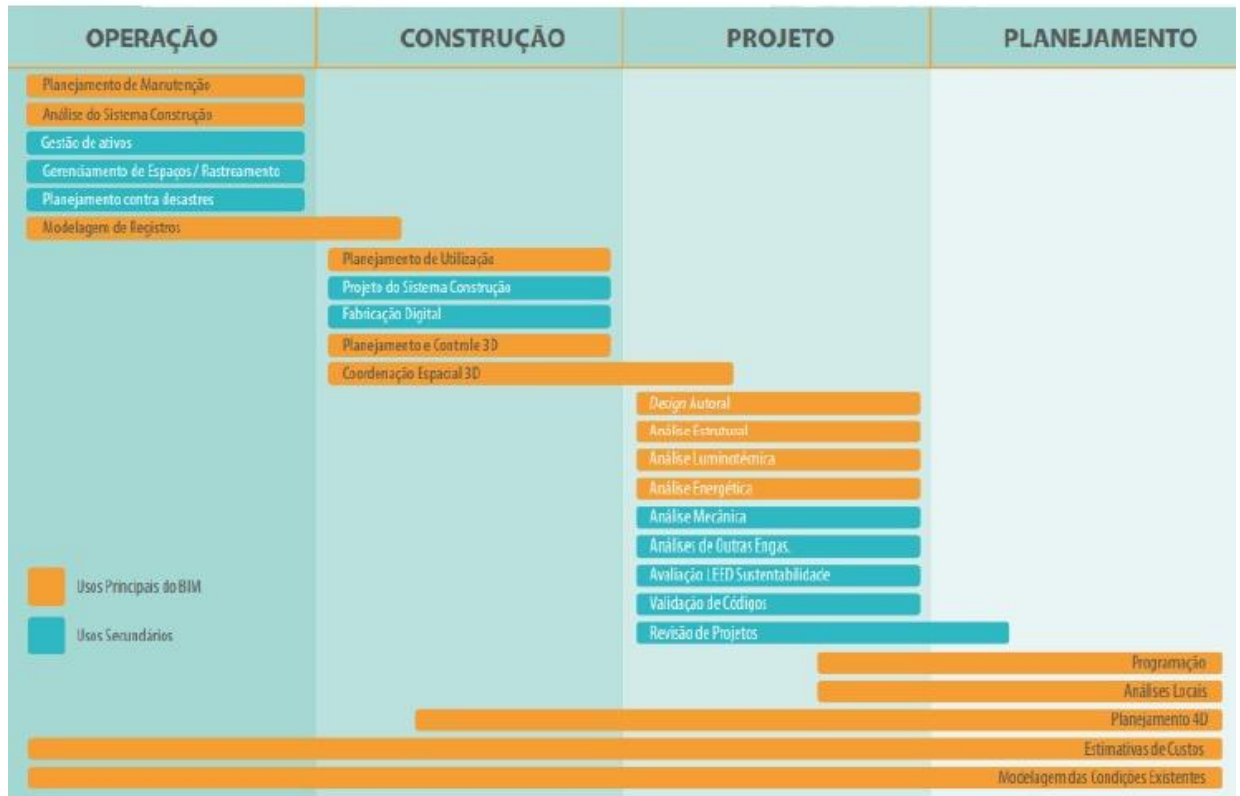 OPERAÇÃO
CONSTRUÇÃO
PROJETO
PLANEJAMENTO
Planejamento de Manutenção
Análise do Sistema Construção
Gestão de ativos
Gerenciamento de Espaços / Rastreamento
Planejamento contra desastres
Modelagem de Registros
Planejamento de Utilização
Projeto do Sistema Construção
Fabricação Digital
Planejamento e Controle 3D
Coordenação Espacial 3D
Design Autoral
Análise Estrutural
Análise Luminotécnica
Análise Energética
Análise Mecânica
Análises de Outras Engas.
Avaliação LEED Sustentabilidade
Validação de Códigos
Revisão de Projetos
Usos Principais do BIM
Usos Secundários
Programação
Análises Locais
Planejamento 4D
Estimativas de Custos
Modelagem das Condições Existentes